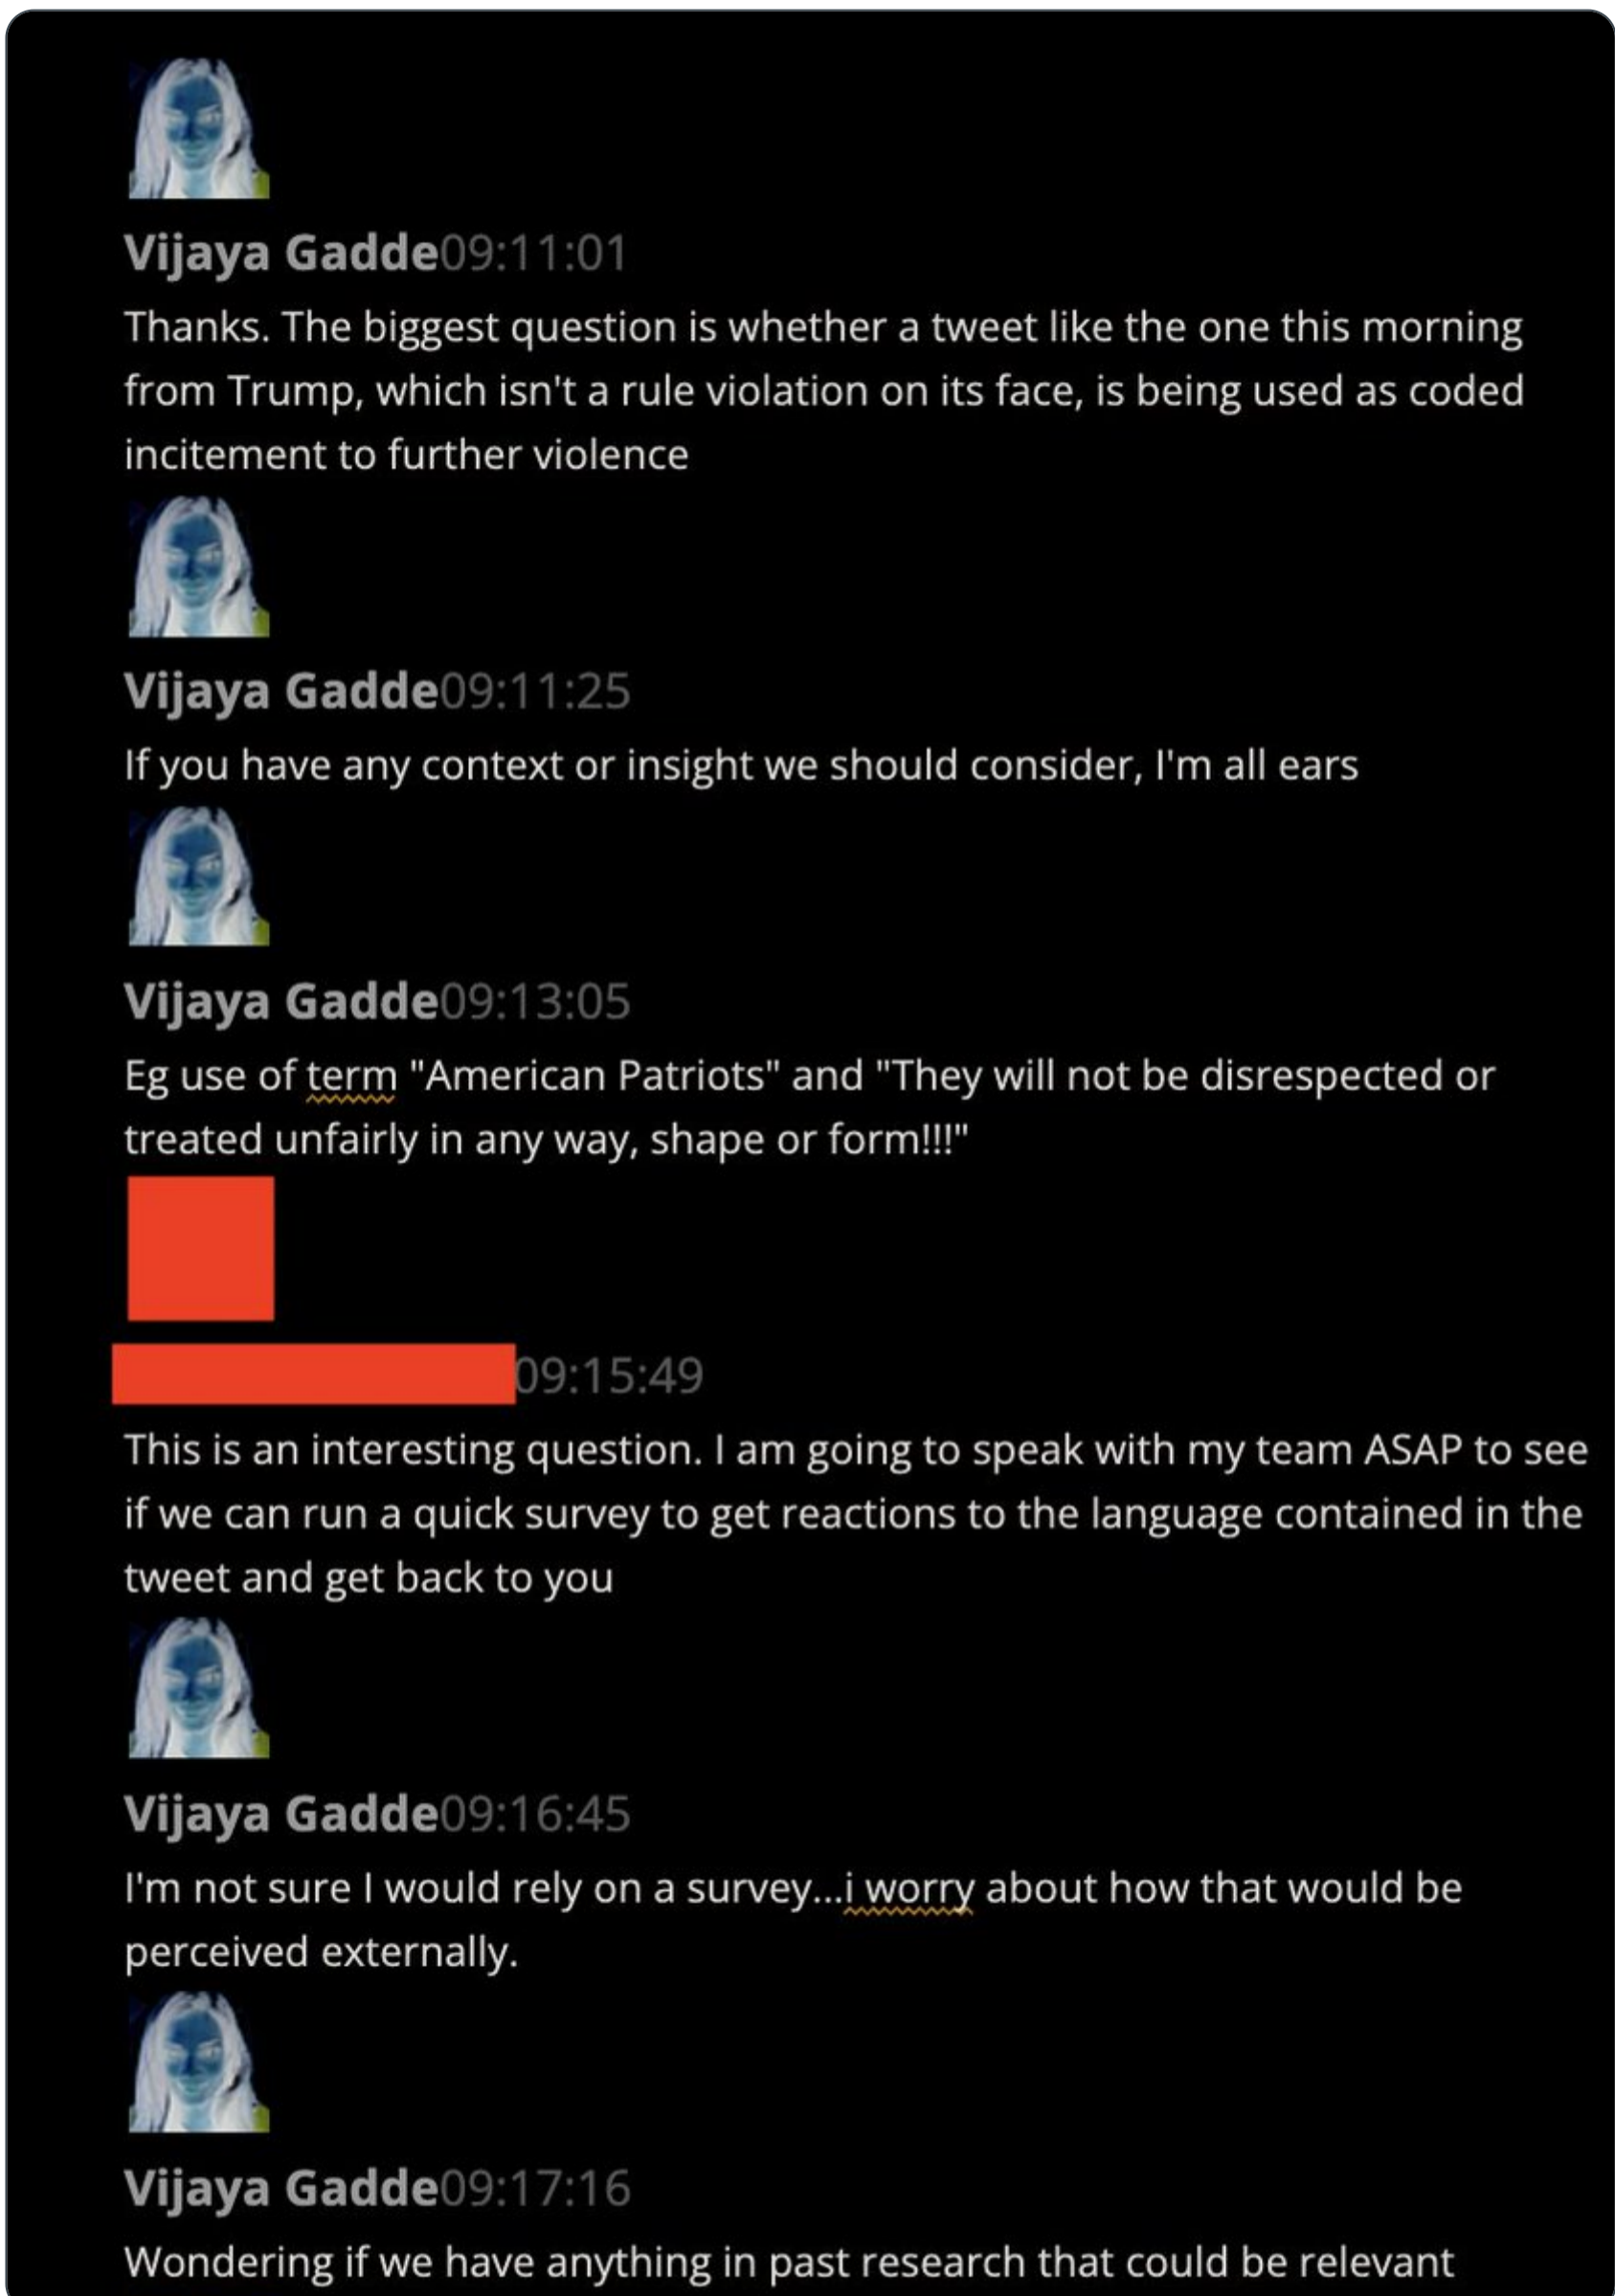 Vijaya Gadde09:11:01
Thanks. The biggest question is whether a tweet like the one this morning
from Trump, which isn't a rule violation on its face, is being used as coded
incitement to further violence
Vijaya Gadde09:11:25
If you have any context or insight we should consider, I'm all ears
Vijaya Gadde09:13:05
Eg use of term "American Patriots" and "They will not be disrespected or
treated unfairly in any way, shape or form!!!"
09:15:49
This is an interesting question. I am going to speak with my team ASAP to see
if we can run a quick survey to get reactions to the language contained in the
tweet and get back to you
Vijaya Gadde09:16:45
I'm not sure I would rely on a survey...i worry about how that would be
perceived externally.
Vijaya Gadde09:17:16
Wondering if we have anything in past research that could be relevant